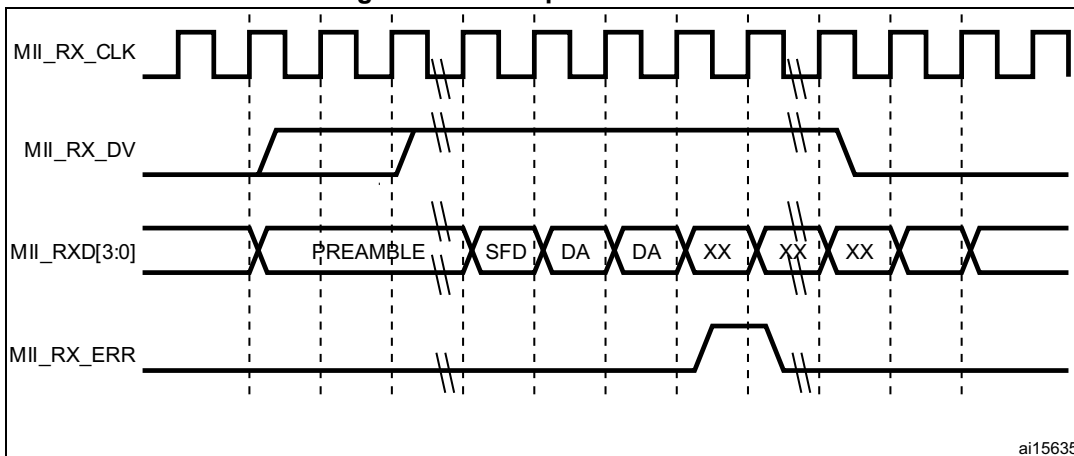 MII_RX_CLK
MII_RX_DV
MII_RXD[3:0]
PREAMBLE SFD DA DA XX XX XX
MII_RX_ERR
ai15635